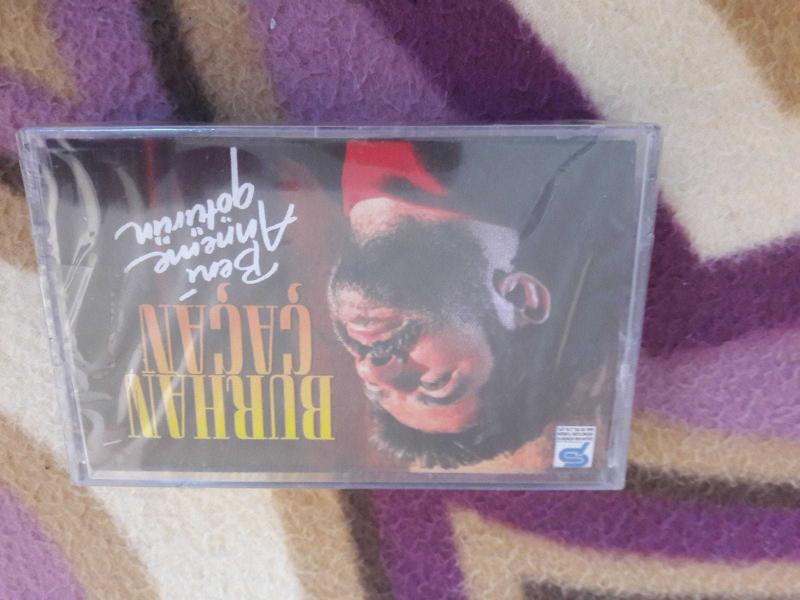 BURHAN
ÇAÇAN
Beni
Anneme
götürün